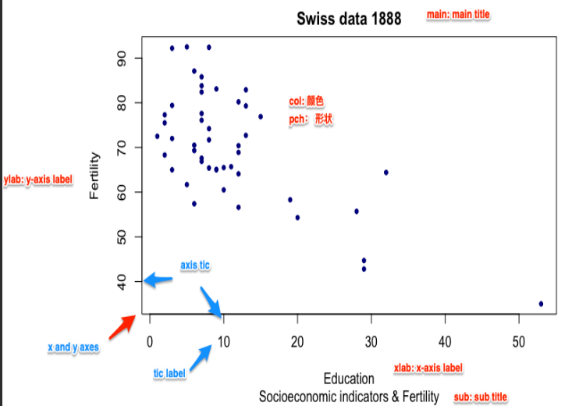 Swiss data 1888
main: main title
90
80
70
60
50
40
col: 颜色
pch: 形状
ylab: y-axis label
Fertility
axis tic
x and y axes
tic label
0
10
20
30
40
50
xlab: x-axis label
Education
Socioeconomic indicators & Fertility
sub: sub title